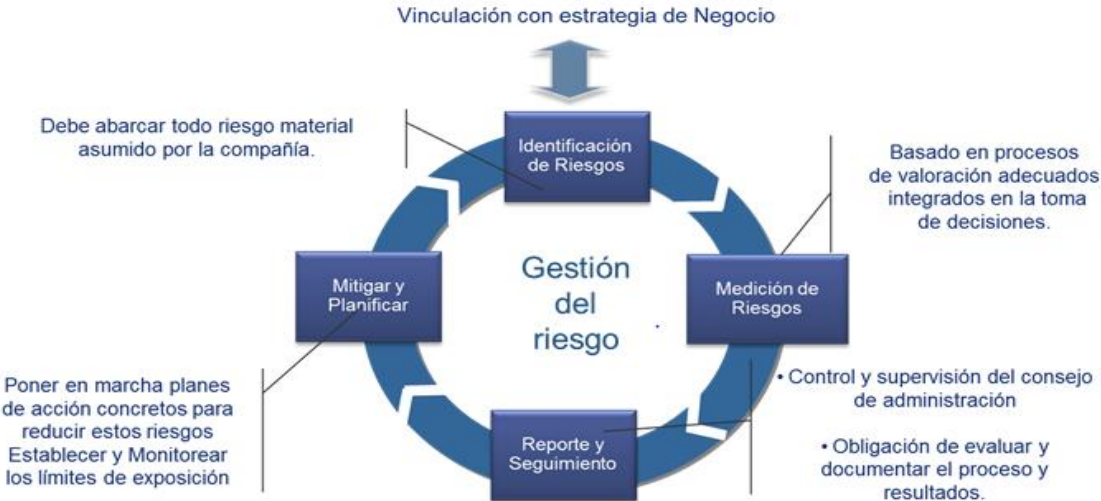 Vinculación con estrategia de Negocio
Debe abarcar todo riesgo material
asumido por la compañía.
Identificación
de Riesgos
Basado en procesos
de valoración adecuados
integrados en la toma
de decisiones.
Gestión
del
riesgo
Mitigar y
Planificar
Medición de
Riesgos
Poner en marcha planes
de acción concretos para
reducir estos riesgos
Establecer y Monitorear
los límites de exposición
Reporte y
Seguimiento
• Control y supervisión del consejo
de administración
• Obligación de evaluar y
documentar el proceso y
resultados.